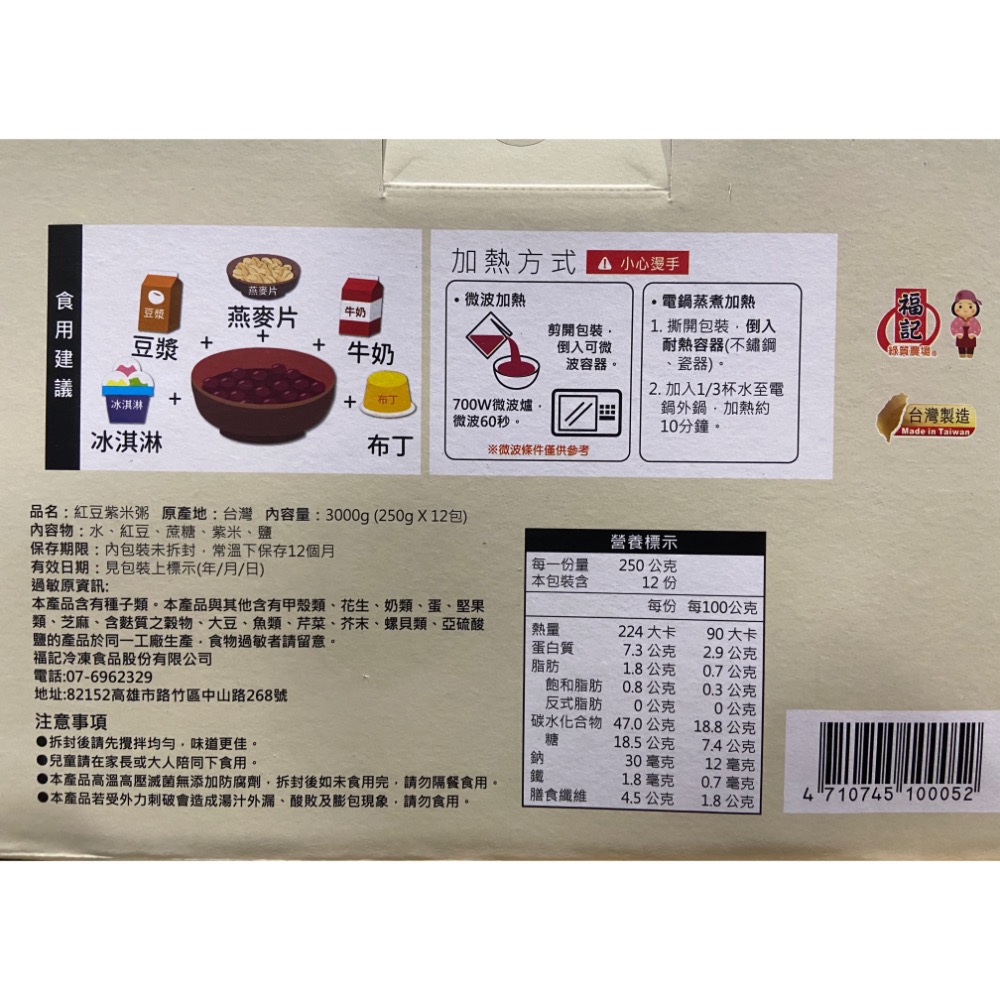 食用建議
燕麥片
豆漿
燕麥片
牛奶
豆漿 + + + 牛奶
冰淇淋
+
+
布丁
冰淇淋
布丁
加熱方式 小心燙手
・微波加熱
剪開包裝，
倒入可微
波容器。
700W微波爐，
微波60秒。
※微波條件僅供參考
・電鍋蒸煮加熱
1. 撕開包裝，倒入
耐熱容器(不鏽鋼
、瓷器)。
2. 加入1/3杯水至電
鍋外鍋，加熱約
10分鐘。
福記
綠質農場
台灣製造
Made in Taiwan
品名：紅豆紫米粥 原產地：台灣 內容量：3000g (250g X 12包)
內容物：水、紅豆、蔗糖、紫米、鹽
保存期限：內包裝未拆封，常溫下保存12個月
有效日期：見包裝上標示(年/月/日)
過敏原資訊:
本產品含有種子類。本產品與其他含有甲殼類、花生、奶類、蛋、堅果
類、芝麻、含麩質之穀物、大豆、魚類、芹菜、芥末、螺貝類、亞硫酸
鹽的產品於同一工廠生產，食物過敏者請留意。
福記冷凍食品股份有限公司
電話:07-6962329
地址:82152高雄市路竹區中山路268號
注意事項
●拆封後請先攪拌均勻，味道更佳。
●兒童請在家長或大人陪同下食用。
●本產品高溫高壓滅菌無添加防腐劑，拆封後如未食用完，請勿隔餐食用。
●本產品若受外力刺破會造成湯汁外漏、酸敗及膨包現象，請勿食用。
營養標示
每一份量 250 公克
本包裝含 12 份
每份 每100公克
熱量 224 大卡 90 大卡
蛋白質 7.3 公克 2.9 公克
脂肪 1.8 公克 0.7 公克
飽和脂肪 0.8 公克 0.3 公克
反式脂肪 0 公克 0 公克
碳水化合物 47.0 公克 18.8 公克
糖 18.5 公克 7.4 公克
鈉 30 毫克 12 毫克
鐵 1.8 毫克 0.7 毫克
膳食纖維 4.5 公克 1.8 公克
4 710745 100052